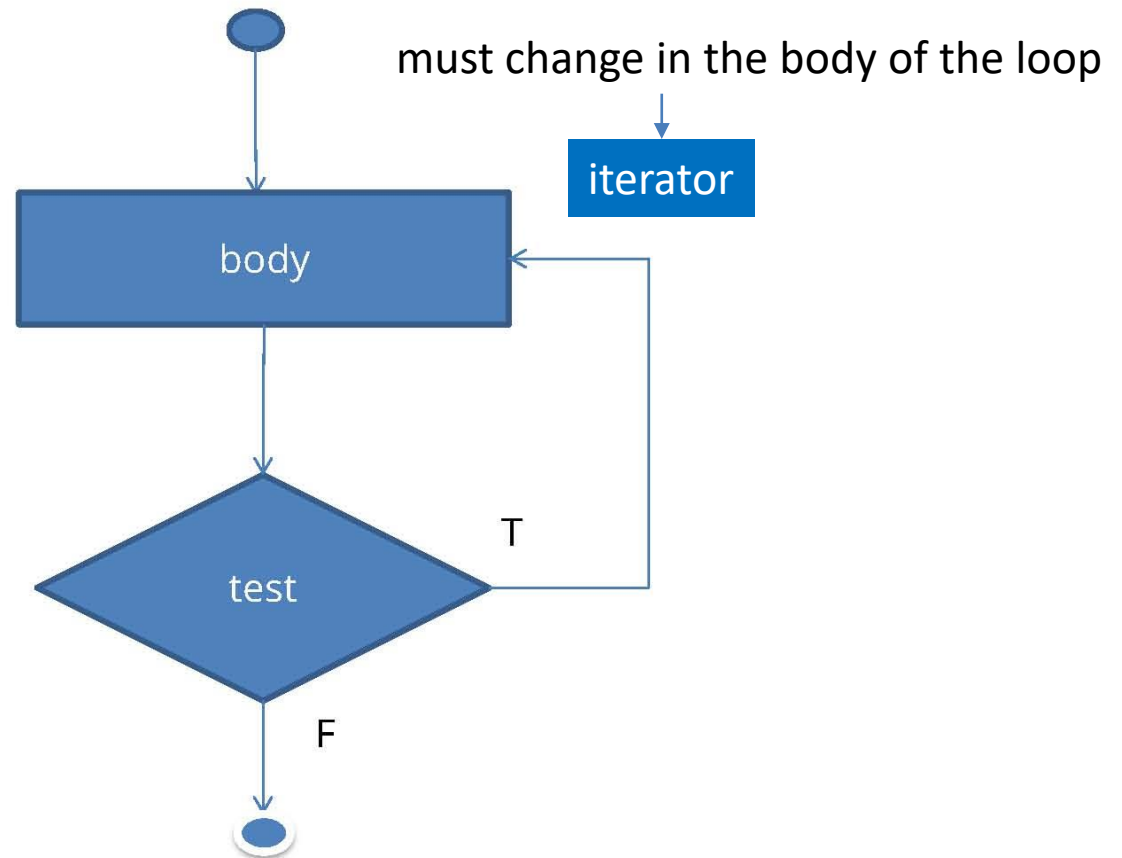 must change in the body of the loop
iterator
body
T
test
F